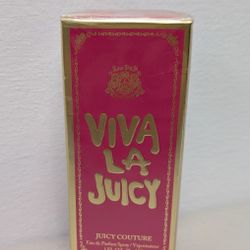 VIVA
LA
JUICY
JUICY COUTURE
Eau de Parfum Spray / Vaporisateur